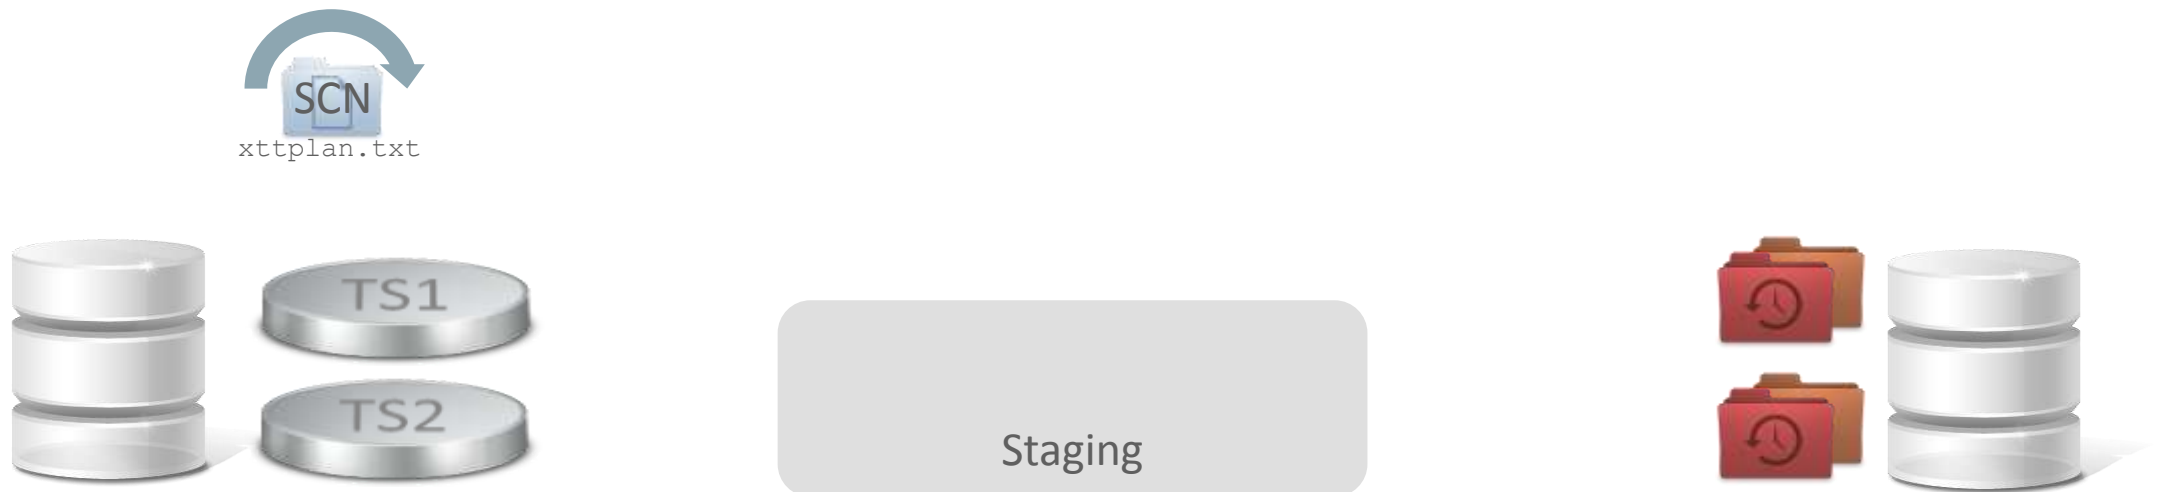 SCN
xttplan.txt
TS1
TS2
Staging